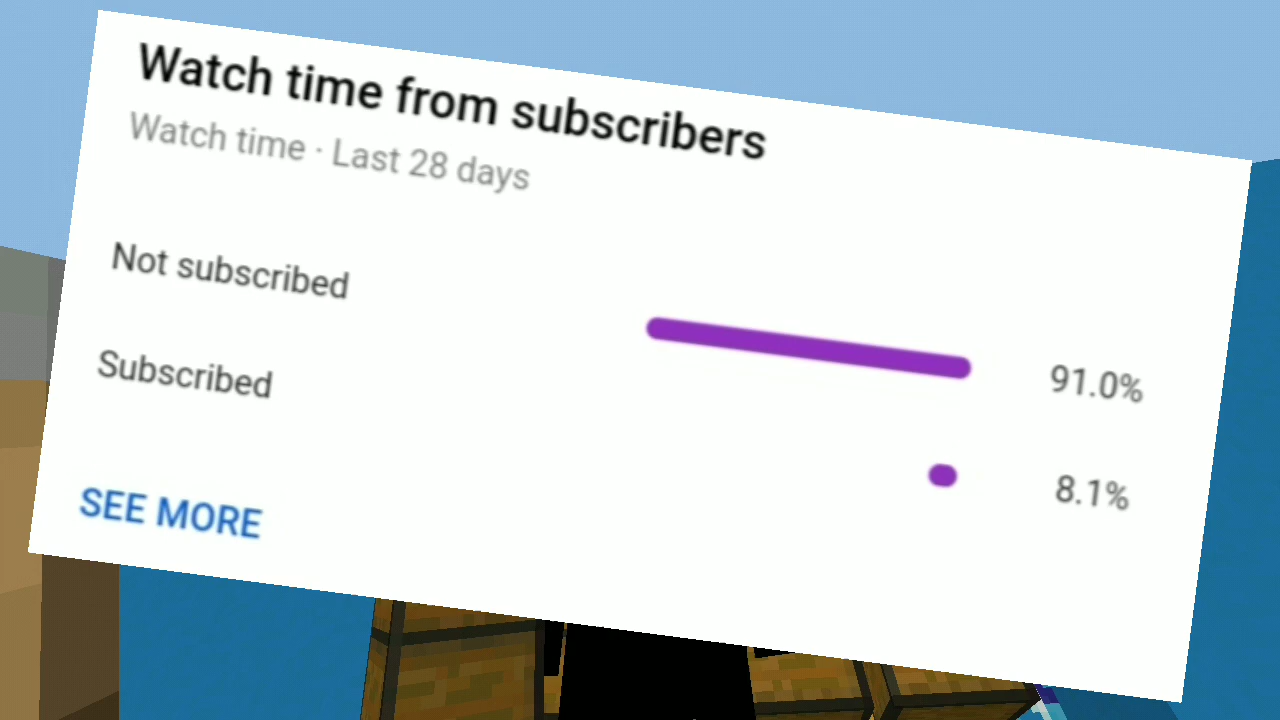 Watch time from subscribers
Watch time · Last 28 days
Not subscribed 91.0%
Subscribed 8.1%
SEE MORE